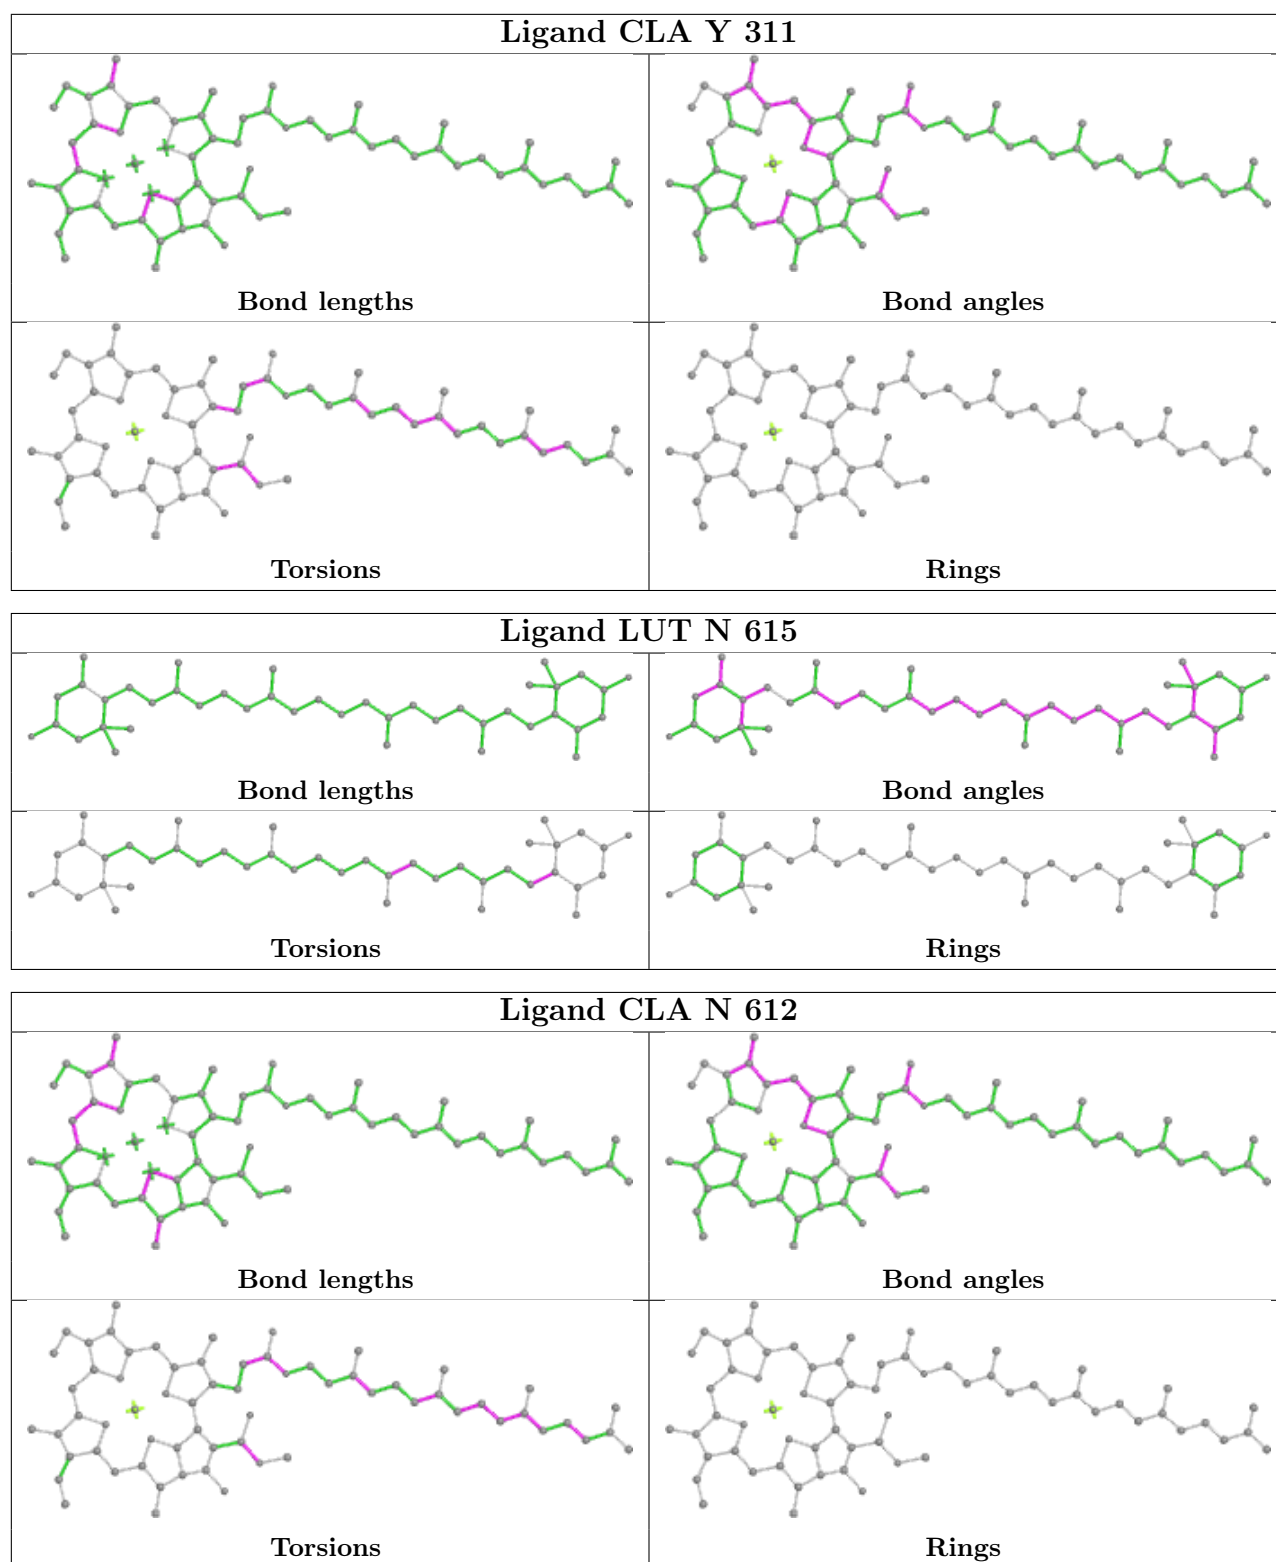 Ligand CLA Y 311
Bond lengths
Bond angles
Torsions
Rings
Ligand LUT N 615
Bond lengths
Bond angles
Torsions
Rings
Ligand CLA N 612
Bond lengths
Bond angles
Torsions
Rings